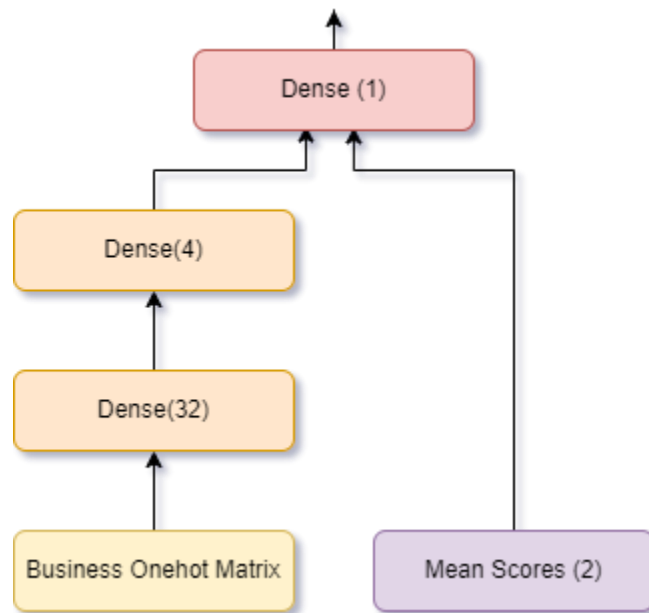 Dense (1)
Dense(4)
Dense(32)
Business Onehot Matrix
Mean Scores (2)